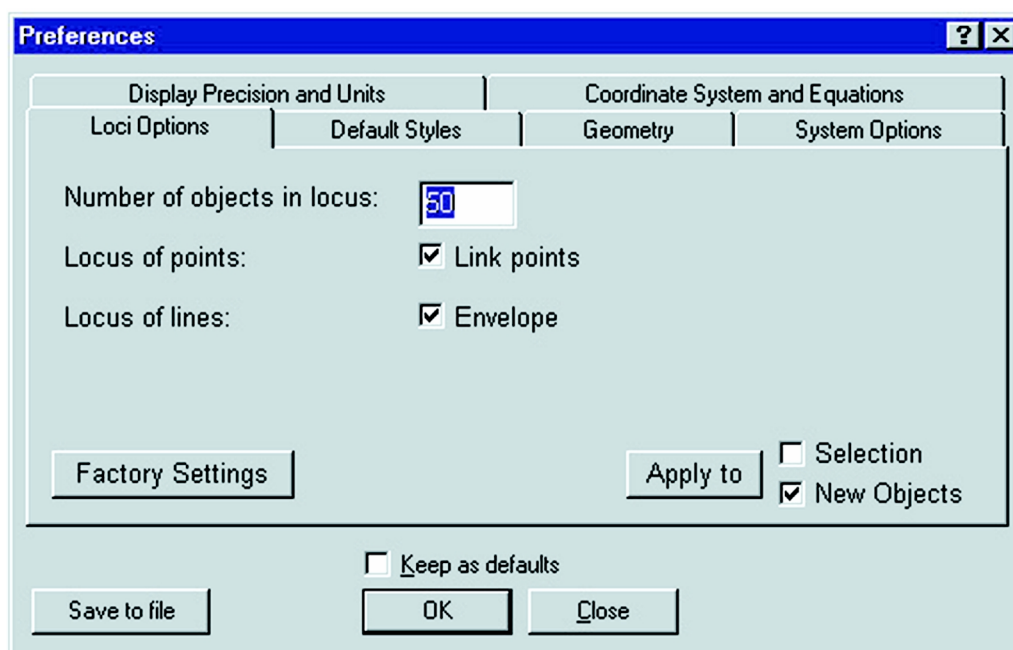 Preferences
Display Precision and Units
Coordinate System and Equations
Loci Options
Default Styles
Geometry
System Options
Number of objects in locus: 50
Locus of points: Link points
Locus of lines: Envelope
Factory Settings
Apply to
Selection
New Objects
Keep as defaults
Save to file
OK
Close